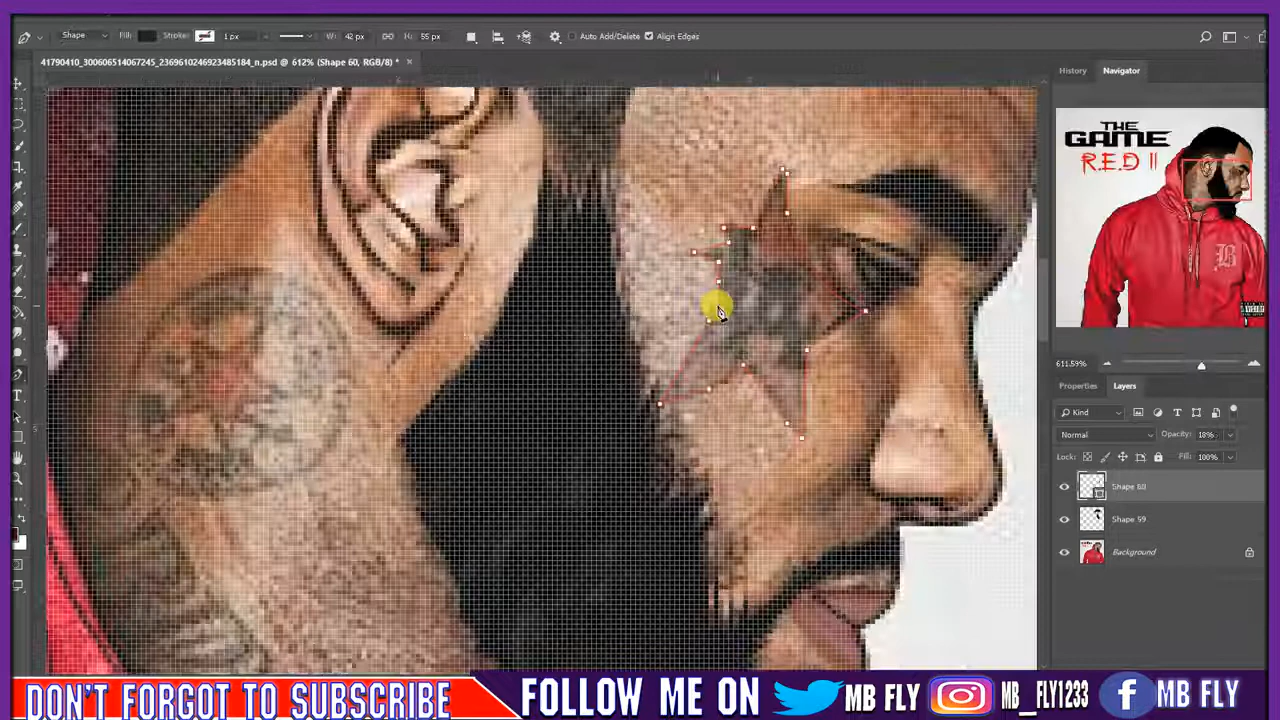 Shape Fill: Stroke: 1 px W: 42 px H: 55 px Auto Add/Delete Align Edges
41790410_300606514067245_2369610246923485184_n.psd @ 612% (Shape 60, RGB/8) *
History Navigator
THE
GAME
R.E.D II
B
611.59%
Properties Layers
Kind
Normal Opacity: 18%
Lock: Fill: 100%
Shape 60
Shape 59
Background
DON'T FORGOT TO SUBSCRIBE FOLLOW ME ON MB FLY MB_FLY1233 MB FLY